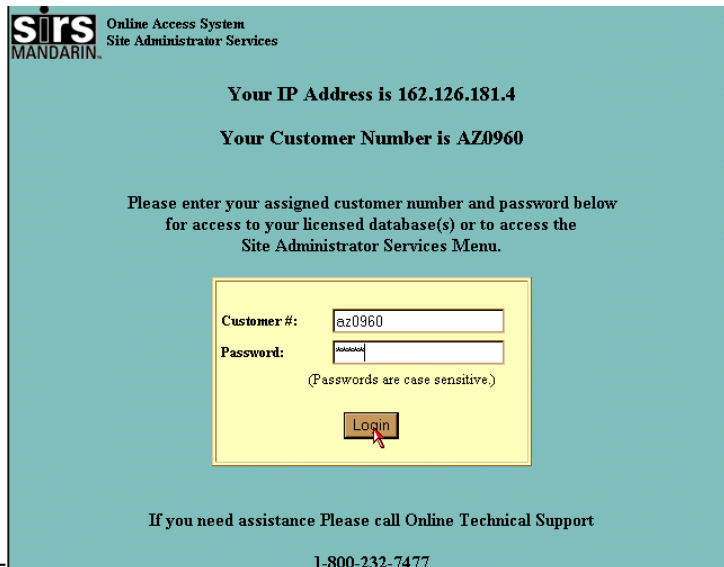 SIRS
MANDARIN
Online Access System
Site Administrator Services
Your IP Address is 162.126.181.4
Your Customer Number is AZ0960
Please enter your assigned customer number and password below
for access to your licensed database(s) or to access the
Site Administrator Services Menu.
Customer #: az0960
Password: *****
(Passwords are case sensitive.)
Login
If you need assistance Please call Online Technical Support
1-800-232-7477